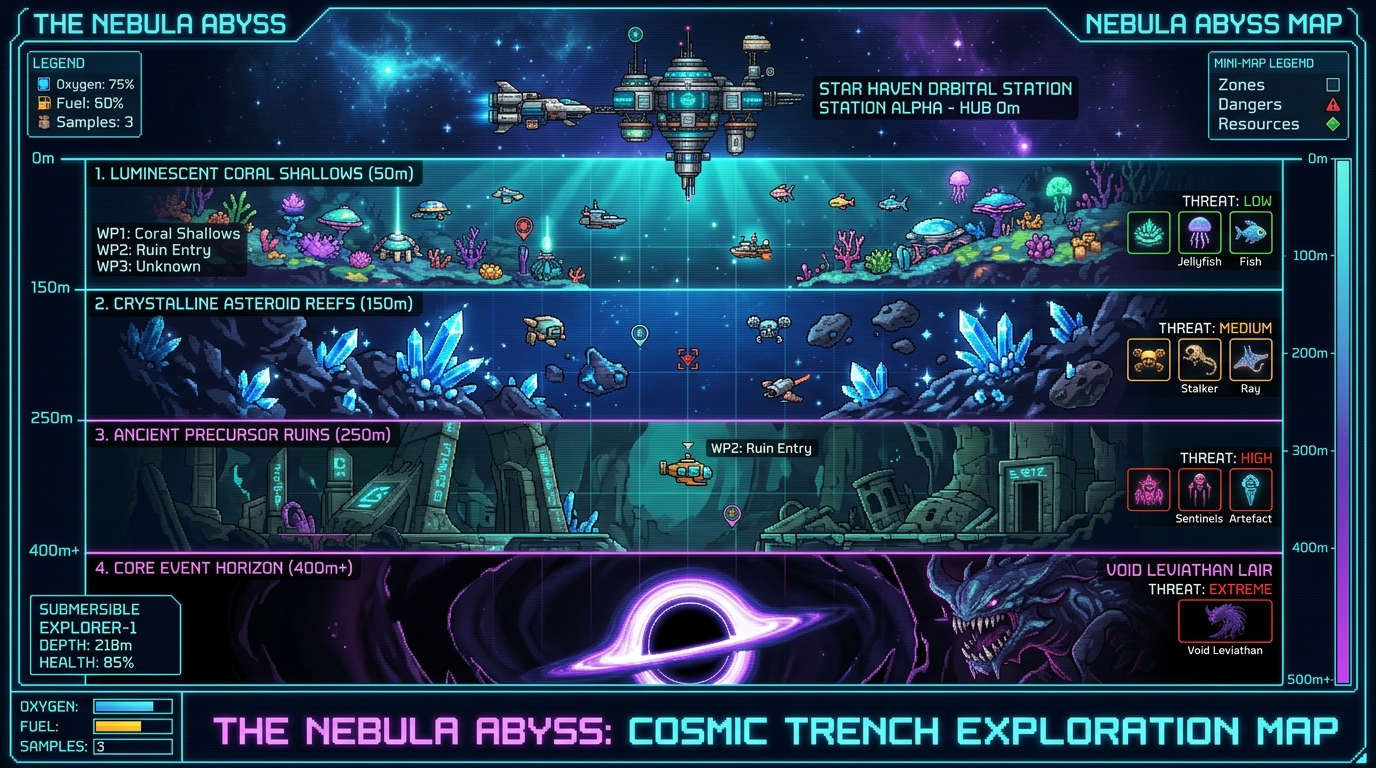 THE NEBULA ABYSS
NEBULA ABYSS MAP
LEGEND
Oxygen: 75%
Fuel: 60%
Samples: 3
STAR HAVEN ORBITAL STATION
STATION ALPHA - HUB 0m
MINI-MAP LEGEND
Zones
Dangers
Resources
0m
0m
1. LUMINESCENT CORAL SHALLOWS (50m)
WP1: Coral Shallows
WP2: Ruin Entry
WP3: Unknown
THREAT: LOW
Jellyfish
Fish
100m
150m
2. CRYSTALLINE ASTEROID REEFS (150m)
THREAT: MEDIUM
Stalker
Ray
200m
250m
3. ANCIENT PRECURSOR RUINS (250m)
WP2: Ruin Entry
THREAT: HIGH
Sentinels
Artefact
300m
400m
400m+
4. CORE EVENT HORIZON (400m+)
VOID LEVIATHAN LAIR
THREAT: EXTREME
Void Leviathan
500m+
SUBMERSIBLE
EXPLORER-1
DEPTH: 218m
HEALTH: 85%
OXYGEN:
FUEL:
SAMPLES: 3
THE NEBULA ABYSS: COSMIC TRENCH EXPLORATION MAP